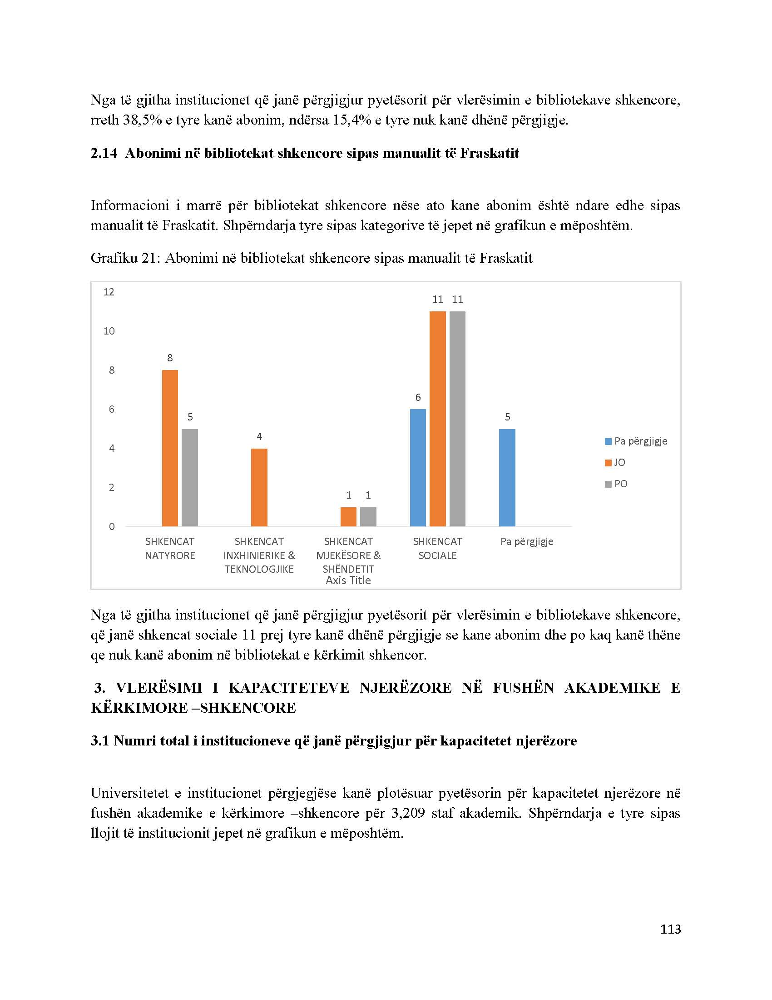 Nga të gjitha institucionet që janë përgjigjur pyetësorit për vlerësimin e bibliotekave shkencore,
rreth 38,5% e tyre kanë abonim, ndërsa 15,4% e tyre nuk kanë dhënë përgjigje.
2.14 Abonimi në bibliotekat shkencore sipas manualit të Fraskatit
Informacioni i marrë për bibliotekat shkencore nëse ato kane abonim është ndare edhe sipas
manualit të Fraskatit. Shpërndarja tyre sipas kategorive të jepet në grafikun e mëposhtëm.
Grafiku 21: Abonimi në bibliotekat shkencore sipas manualit të Fraskatit
12
10
8
6
4
2
0
8
5
4
1
1
6
11
11
5
SHKENCAT
NATYRORE
SHKENCAT
INXHINIERIKE &
TEKNOLOGJIKE
SHKENCAT
MJEKËSORE &
SHËNDETIT
SHKENCAT
SOCIALE
Pa përgjigje
Axis Title
Pa përgjigje
JO
PO
Nga të gjitha institucionet që janë përgjigjur pyetësorit për vlerësimin e bibliotekave shkencore,
që janë shkencat sociale 11 prej tyre kanë dhënë përgjigje se kane abonim dhe po kaq kanë thëne
qe nuk kanë abonim në bibliotekat e kërkimit shkencor.
3. VLERËSIMI I KAPACITETEVE NJERËZORE NË FUSHËN AKADEMIKE E
KËRKIMORE –SHKENCORE
3.1 Numri total i institucioneve që janë përgjigjur për kapacitetet njerëzore
Universitetet e institucionet përgjegjëse kanë plotësuar pyetësorin për kapacitetet njerëzore në
fushën akademike e kërkimore –shkencore për 3,209 staf akademik. Shpërndarja e tyre sipas
llojit të institucionit jepet në grafikun e mëposhtëm.
113